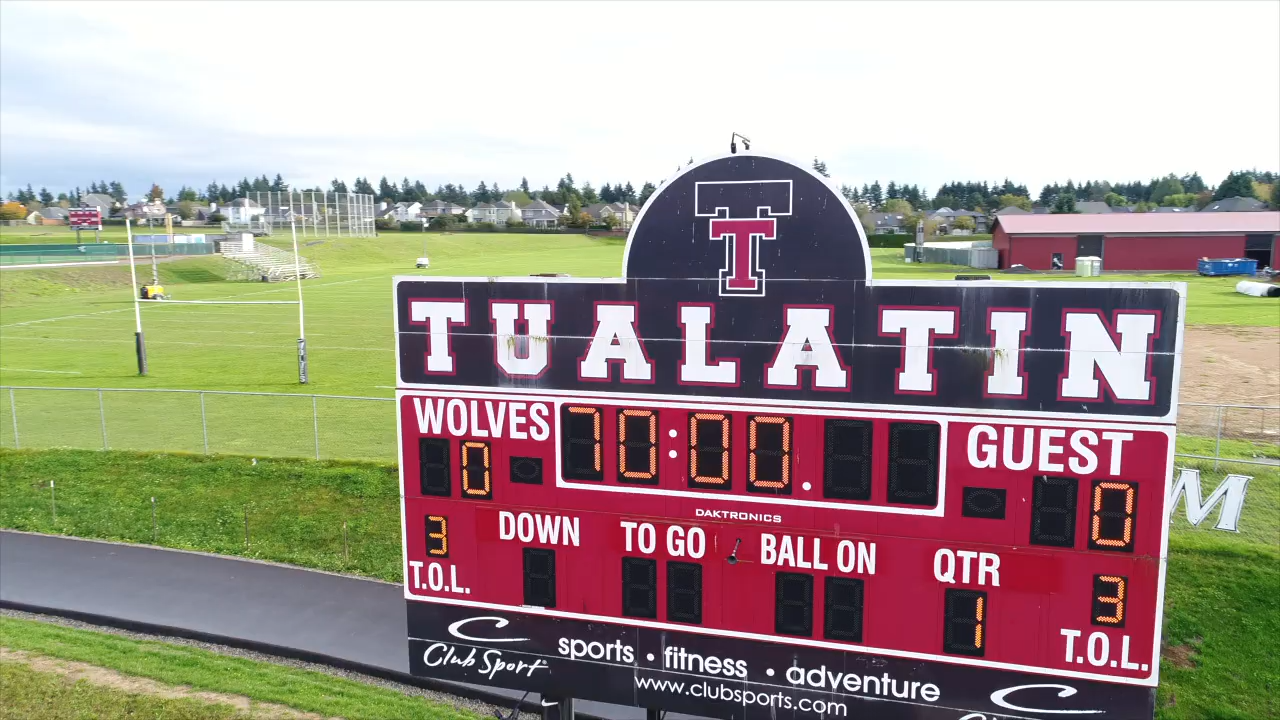 T
TUALATIN
WOLVES 70:00 GUEST
0 0
DAKTRONICS
3 DOWN TO GO BALL ON QTR 3
T.O.L. 1 T.O.L.
Club Sport sports • fitness • adventure
www.clubsports.com
M